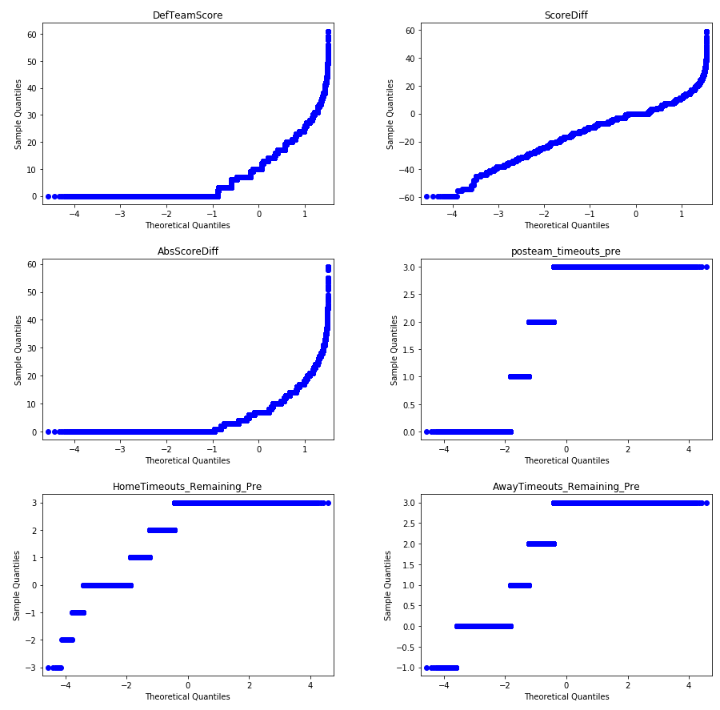 DefTeamScore
60
50
40
30
20
10
0
Sample Quantiles
−4 −3 −2 −1 0 1
Theoretical Quantiles
ScoreDiff
60
40
20
0
−20
−40
−60
Sample Quantiles
−4 −3 −2 −1 0 1
Theoretical Quantiles
AbsScoreDiff
60
50
40
30
20
10
0
Sample Quantiles
−4 −3 −2 −1 0 1
Theoretical Quantiles
posteam_timeouts_pre
3.0
2.5
2.0
1.5
1.0
0.5
0.0
Sample Quantiles
−4 −2 0 2 4
Theoretical Quantiles
HomeTimeouts_Remaining_Pre
3
2
1
0
−1
−2
−3
Sample Quantiles
−4 −2 0 2 4
Theoretical Quantiles
AwayTimeouts_Remaining_Pre
3.0
2.5
2.0
1.5
1.0
0.5
0.0
−0.5
−1.0
Sample Quantiles
−4 −2 0 2 4
Theoretical Quantiles